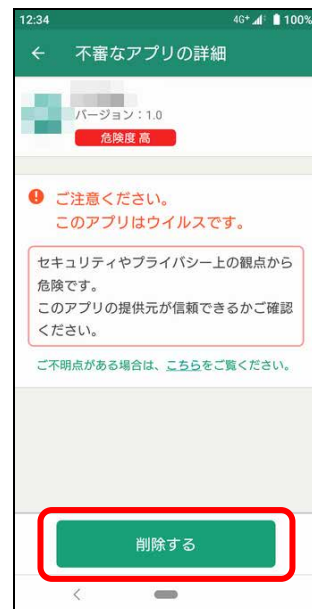 12:34 4G+ 100%
← 不審なアプリの詳細
バージョン：1.0
危険度 高
ご注意ください。
このアプリはウイルスです。
セキュリティやプライバシー上の観点から
危険です。
このアプリの提供元が信頼できるかご確認
ください。
ご不明点がある場合は、こちらをご覧ください。
削除する